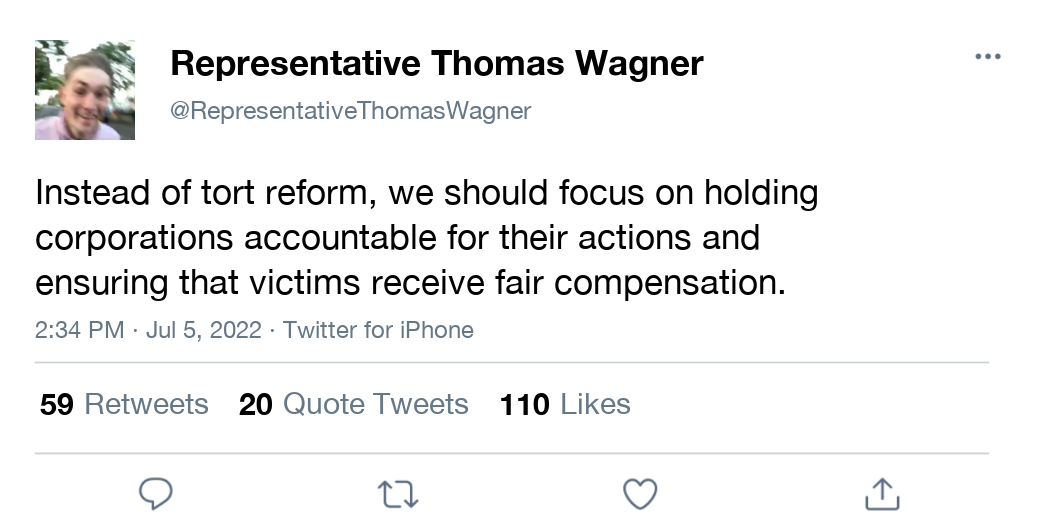 Representative Thomas Wagner
@RepresentativeThomasWagner
Instead of tort reform, we should focus on holding
corporations accountable for their actions and
ensuring that victims receive fair compensation.
2:34 PM · Jul 5, 2022 · Twitter for iPhone
59 Retweets 20 Quote Tweets 110 Likes